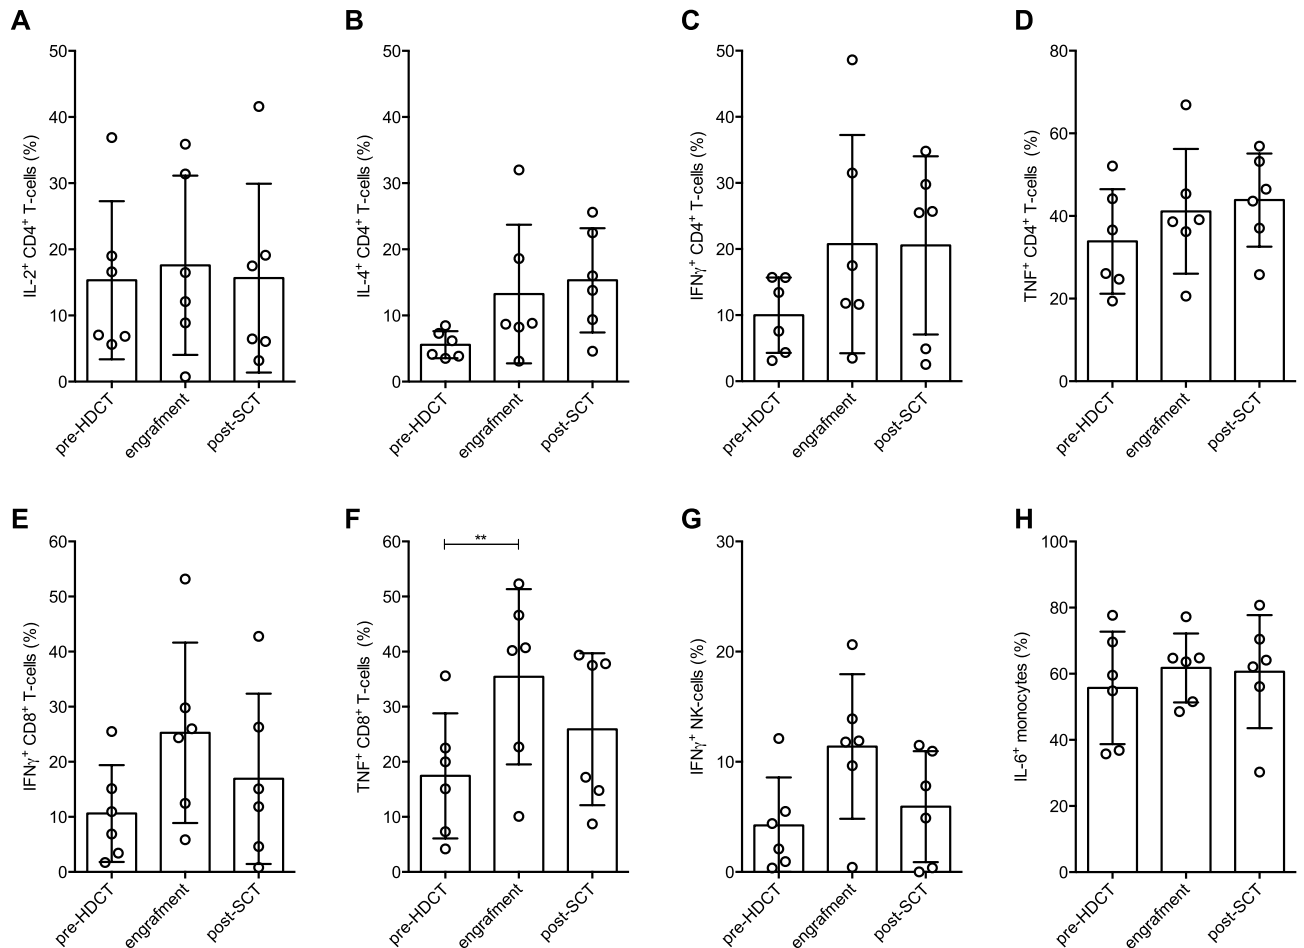 A
B
C
D
IL-2⁺ CD4⁺ T-cells (%)
50
40
30
20
10
0
pre-HDCT
engrafment
post-SCT
IL-4⁺ CD4⁺ T-cells (%)
50
40
30
20
10
0
pre-HDCT
engrafment
post-SCT
IFNγ⁺ CD4⁺ T-cells (%)
50
40
30
20
10
0
pre-HDCT
engrafment
post-SCT
TNF⁺ CD4⁺ T-cells (%)
80
60
40
20
0
pre-HDCT
engrafment
post-SCT
E
F
G
H
IFNγ⁺ CD8⁺ T-cells (%)
60
50
40
30
20
10
0
pre-HDCT
engrafment
post-SCT
TNF⁺ CD8⁺ T-cells (%)
60
50
40
30
20
10
0
**
pre-HDCT
engrafment
post-SCT
IFNγ⁺ NK-cells (%)
30
20
10
0
pre-HDCT
engrafment
post-SCT
IL-6⁺ monocytes (%)
100
80
60
40
20
0
pre-HDCT
engrafment
post-SCT